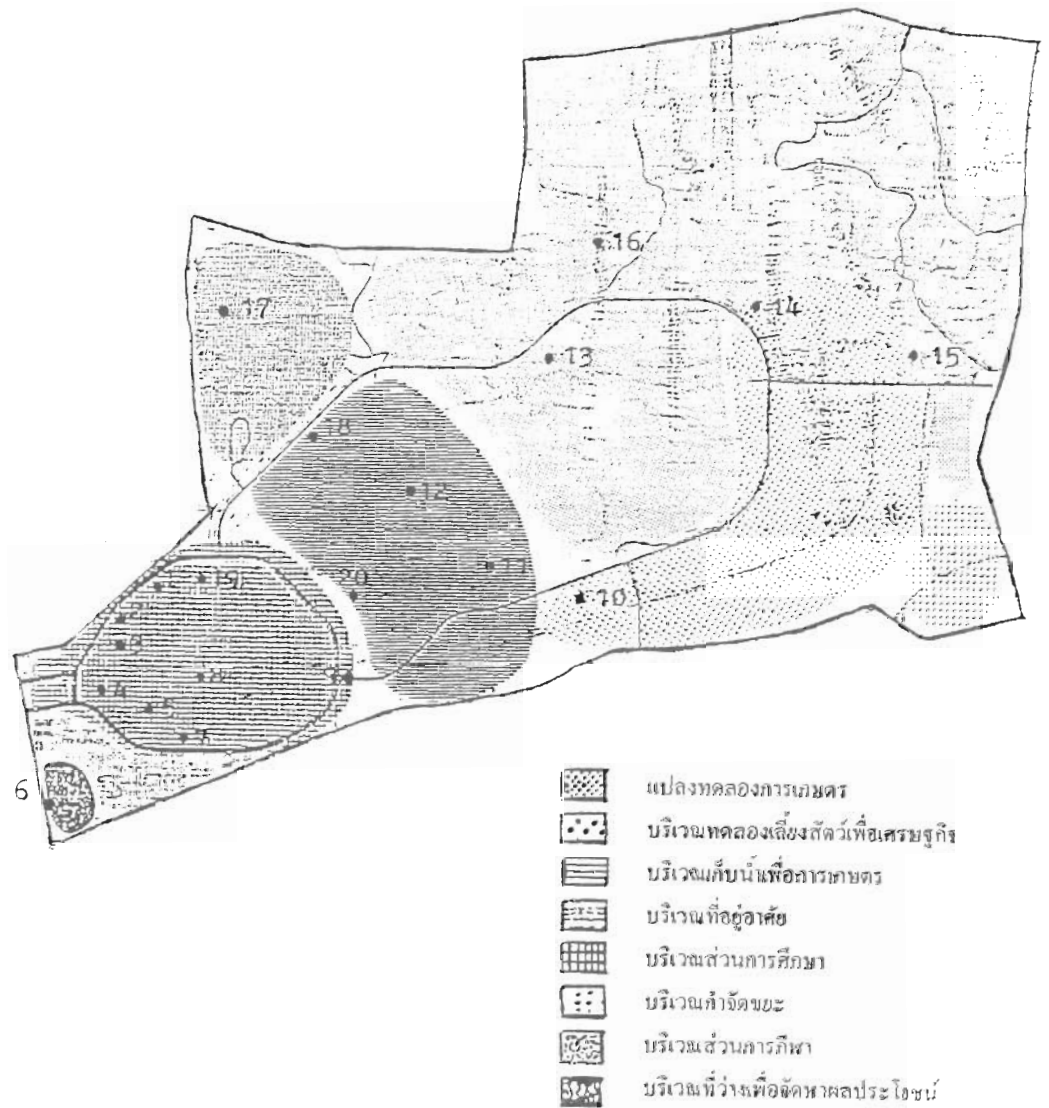 16
17
14
13
15
18
12
11
20
19
10
1
2
3
8
4
5
6
แปลงทดลองการเกษตร
บริเวณทดลองเลี้ยงสัตว์เพื่อเศรษฐกิจ
บริเวณเก็บน้ำเพื่อการเกษตร
บริเวณที่อยู่อาศัย
บริเวณส่วนการศึกษา
บริเวณกำจัดขยะ
บริเวณส่วนการกีฬา
บริเวณที่ว่างเพื่อจัดหาผลประโยชน์